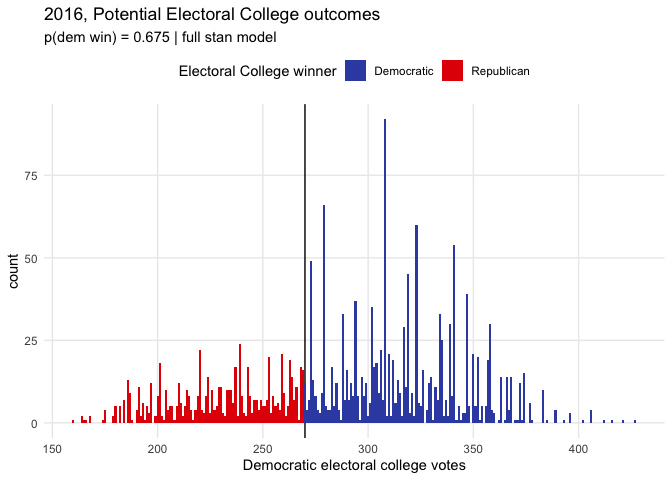 2016, Potential Electoral College outcomes
p(dem win) = 0.675 | full stan model
Electoral College winner Democratic Republican
75
50
25
0
count
150 200 250 300 350 400
Democratic electoral college votes